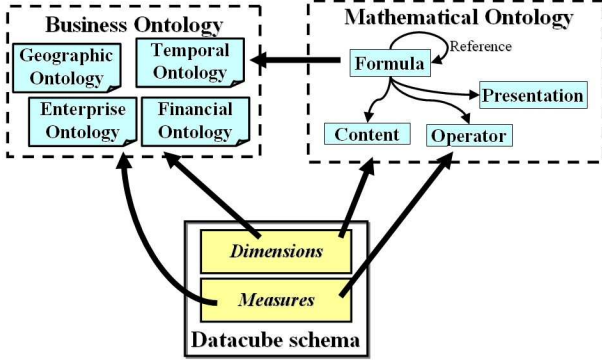 Business Ontology
Geographic
Ontology
Temporal
Ontology
Enterprise
Ontology
Financial
Ontology
Mathematical Ontology
Formula
Reference
Presentation
Content
Operator
Dimensions
Measures
Datacube schema